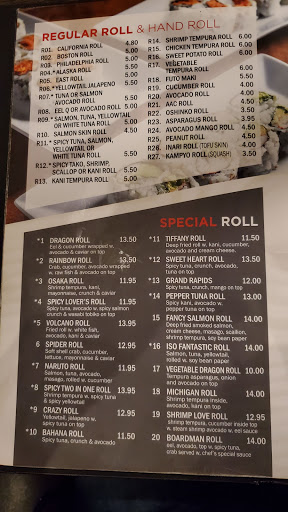 REGULAR ROLL & HAND ROLL
R01. CALIFORNIA ROLL 4.80
R02. BOSTON ROLL 5.00
R03. PHILADELPHIA ROLL 5.00
R04.*ALASKA ROLL 5.50
R05. EAST ROLL 5.00
R06.*YELLOWTAIL JALAPENO 5.50
R07.*TUNA OR SALMON
AVOCADO ROLL 5.50
R08. EEL Q OR AVOCADO ROLL 5.00
R09.*SALMON, TUNA, YELLOWTAIL
OR WHITE TUNA ROLL 5.00
R10. SALMON SKIN ROLL 4.50
R11.*SPICY TUNA, SALMON,
YELLOWTAIL OR
WHITE TUNA ROLL 5.50
R12.*SPICY TAKO, SHRIMP,
SCALLOP OR KANI ROLL 5.50
R13. KANI TEMPURA ROLL 5.00
R14. SHRIMP TEMPURA ROLL 6.00
R15. CHICKEN TEMPURA ROLL 6.00
R16. SWEET POTATO ROLL 5.00
R17. VEGETABLE
TEMPURA ROLL 6.00
R18. FUTO MAKI 5.50
R19. CUCUMBER ROLL 4.00
R20. AVOCADO ROLL 4.00
R21. AAC ROLL 4.50
R22. OSHINKO ROLL 4.00
R23. ASPARAGUS ROLL 3.95
R24. AVOCADO MANGO ROLL 4.50
R25. PEANUT ROLL 4.50
R26. INARI ROLL (TOFU SKIN) 4.00
R27. KAMPYO ROLL (SQUASH) 3.95
SPECIAL ROLL
*1 DRAGON ROLL 13.50
Eel & cucumber wrapped w.
avocado & caviar on top
*2 RAINBOW ROLL 13.50
Crab, cucumber, avocado wrapped
w. raw fish & avocado on top
*3 OSAKA ROLL 11.95
Shrimp tempura, kani,
mayonnaise, crunch & caviar
*4 SPICY LOVER'S ROLL 11.95
Spicy tuna, avocado, w. spicy salmon
crunch & wasabi tobiko on top
*5 VOLCANO ROLL 13.95
Fried roll w. white fish,
avocado, kani & caviar
6 SPIDER ROLL 11.95
Soft shell crab, cucumber,
lettuce, mayonnaise & caviar
*7 NARUTO ROLL 11.95
Salmon, tuna, avocado,
masago, rolled w. cucumber
*8 SPICY TWO IN ONE ROLL 13.95
Shrimp tempura w. spicy tuna
& spicy yellowtail
*9 CRAZY ROLL 12.95
Yellowtail, jalapeno w.
spicy tuna on top
*10 BAHANA ROLL 11.50
Spicy tuna, crunch & avocado
*11 TIFFANY ROLL 11.50
Deep fried roll w. kani, cucumber,
avocado and cream cheese.
*12 SWEET HEART ROLL 13.50
Spicy tuna, crunch, avocado,
tuna on top
*13 GRAND RAPIDS 12.00
Spicy tuna, kani, w. spicy
tuna on top
*14 PEPPER TUNA ROLL 13.00
Spicy kani, avocado w.
pepper tuna on top
15 FANCY SALMON ROLL 14.00
Deep fried smoked salmon,
cream cheese, masago, scallion,
shrimp tempura, soy bean paper
*16 ISO FANTASTIC ROLL 14.00
Salmon, tuna, yellowtail,
rolled w. soy bean paper
17 VEGETABLE DRAGON ROLL 10.00
Tempura asparagus, onion
and avocado on top
18 MICHIGAN ROLL 14.00
Shrimp tempura inside,
avocado, kani on top
19 SHRIMP LOVE ROLL 12.95
shrimp tempura, cucumber inside top
w. steam shrimp avocado w. eel sauce
20 BOARDMAN ROLL 14.00
eel, avocado, top w. spicy tuna,
crab served w. chef's special sauce